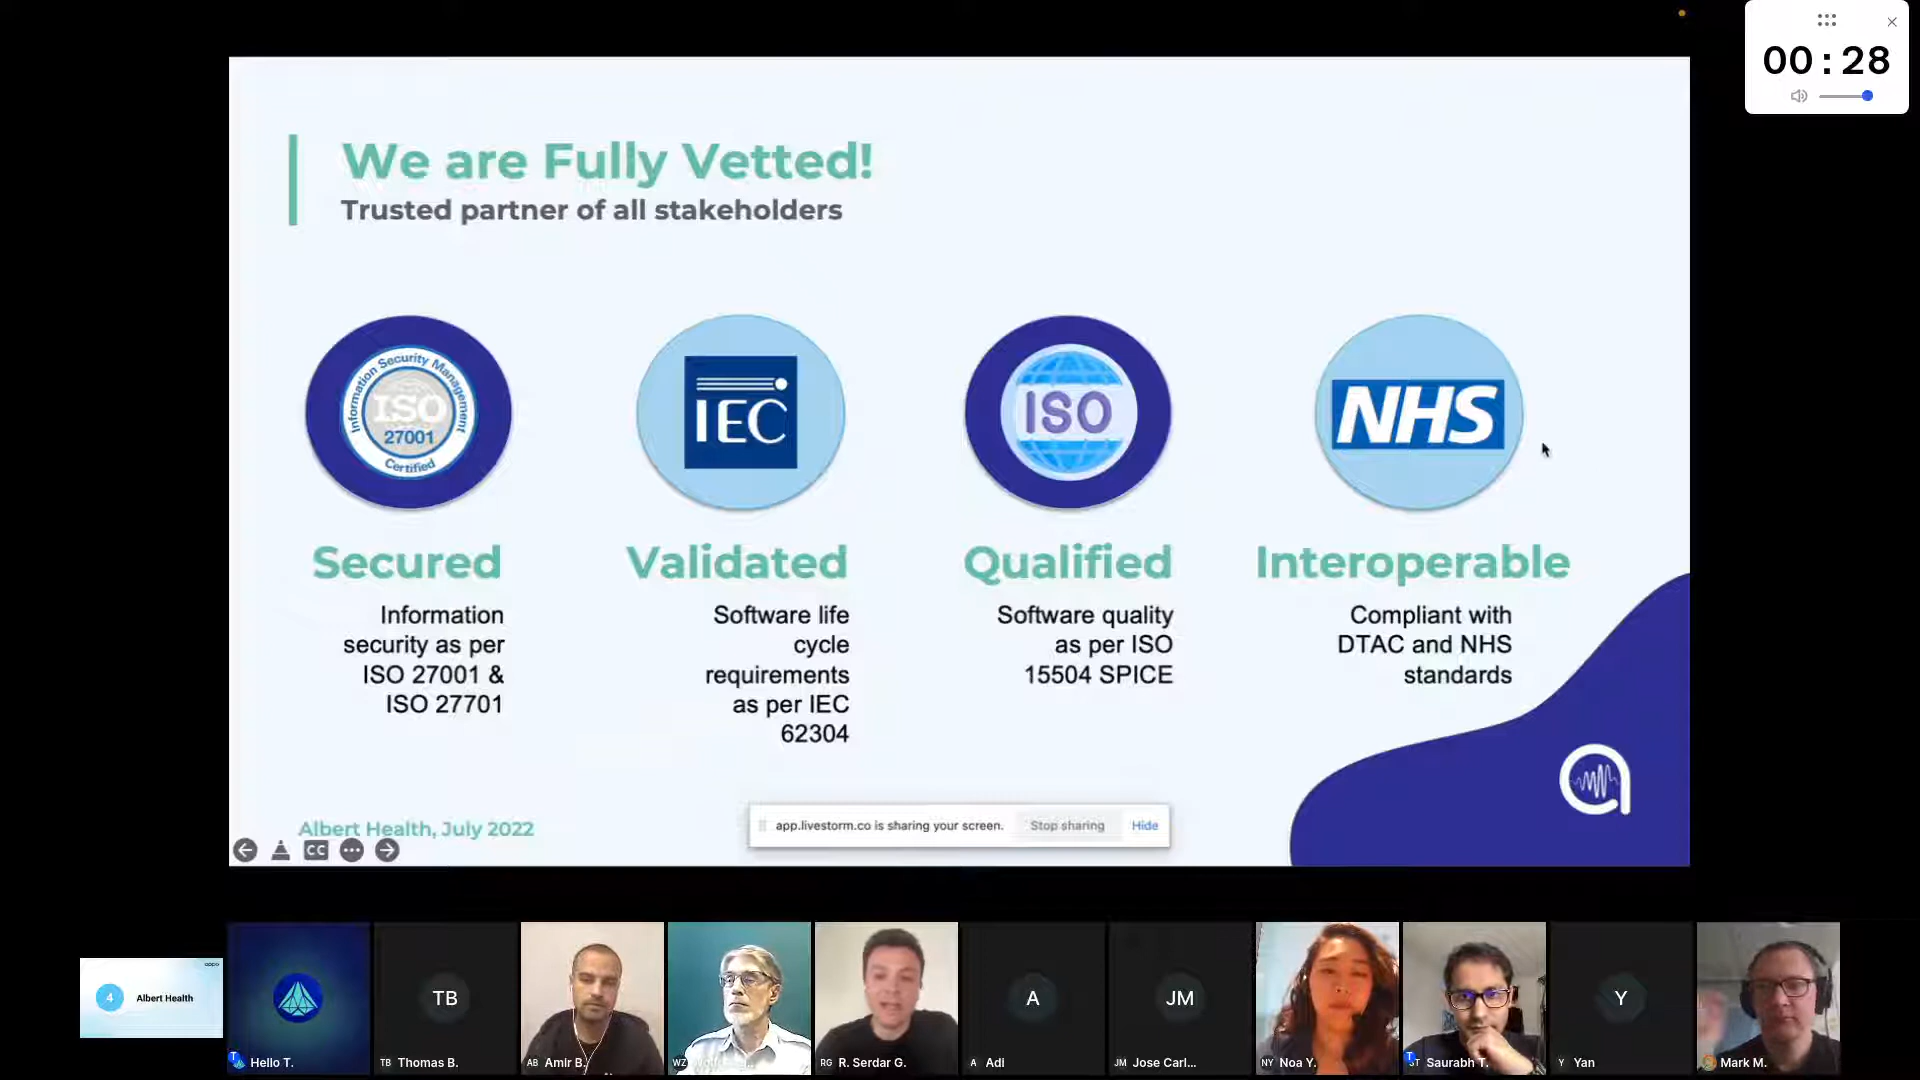 00:28
We are Fully Vetted!
Trusted partner of all stakeholders
Information Security Management
ISO
27001
Certified
IEC
ISO
NHS
Secured
Validated
Qualified
Interoperable
Information
security as per
ISO 27001 &
ISO 27701
Software life
cycle
requirements
as per IEC
62304
Software quality
as per ISO
15504 SPICE
Compliant with
DTAC and NHS
standards
Albert Health, July 2022
CC
app.livestorm.co is sharing your screen.
Stop sharing
Hide
4
Albert Health
T
Hello T.
TB
TB
Thomas B.
AB
Amir B.
WZ
RG
R. Serdar G.
A
A
Adi
JM
JM
Jose Carl...
NY
Noa Y.
T
ST
Saurabh T.
Y
Y
Yan
Mark M.